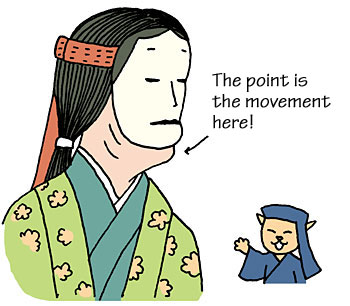 The point is
the movement
here!